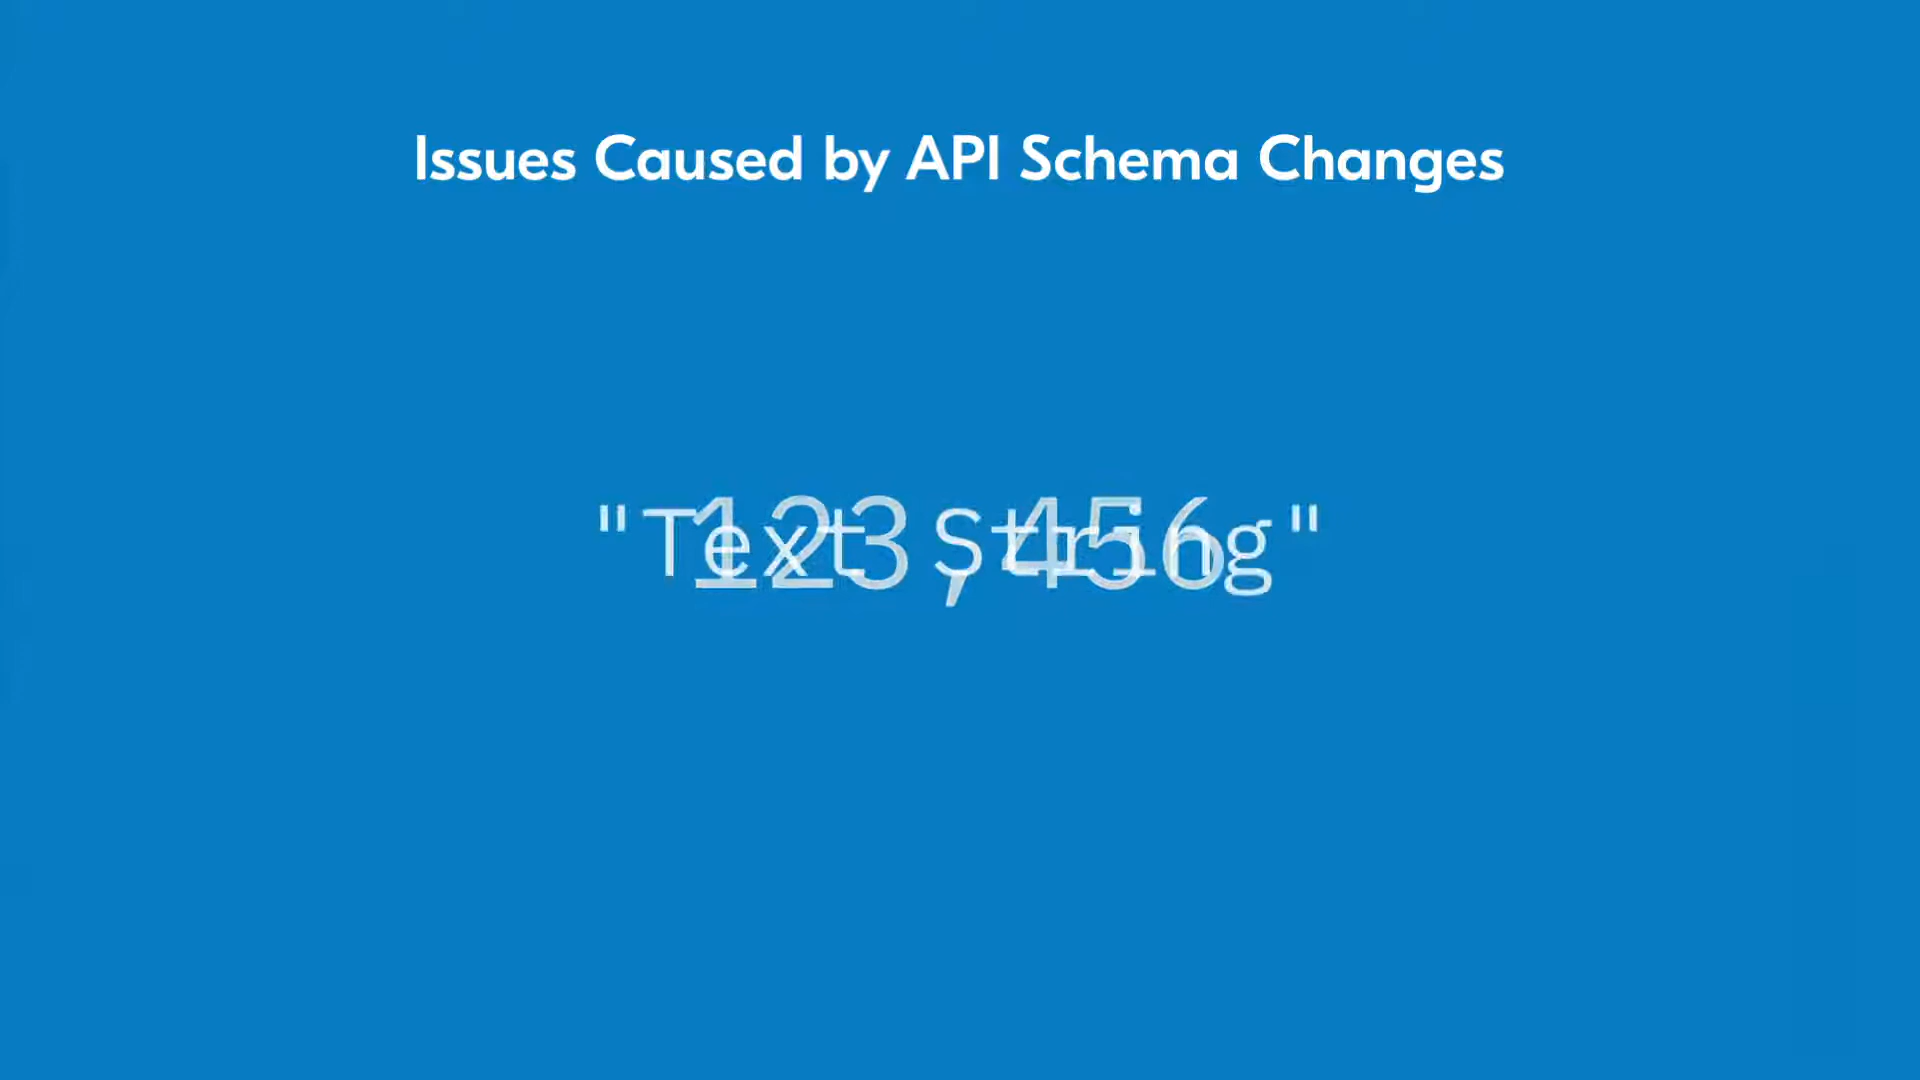 Issues Caused by API Schema Changes
"Text String"
123,456